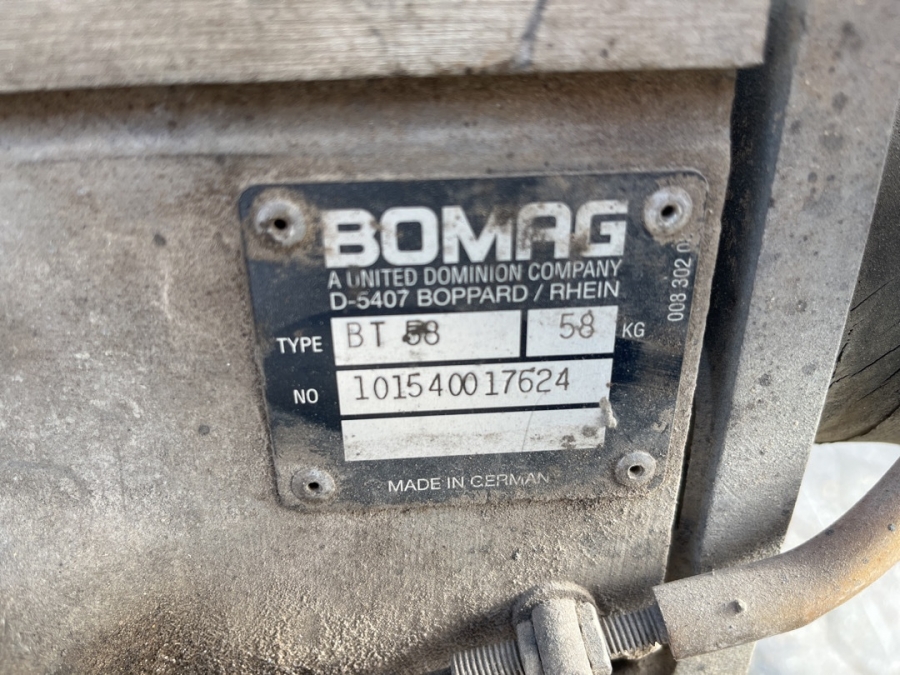 BOMAG
A UNITED DOMINION COMPANY
D-5407 BOPPARD / RHEIN
TYPE BT 58 58 KG
NO 101540017624
MADE IN GERMAN
008 302 0